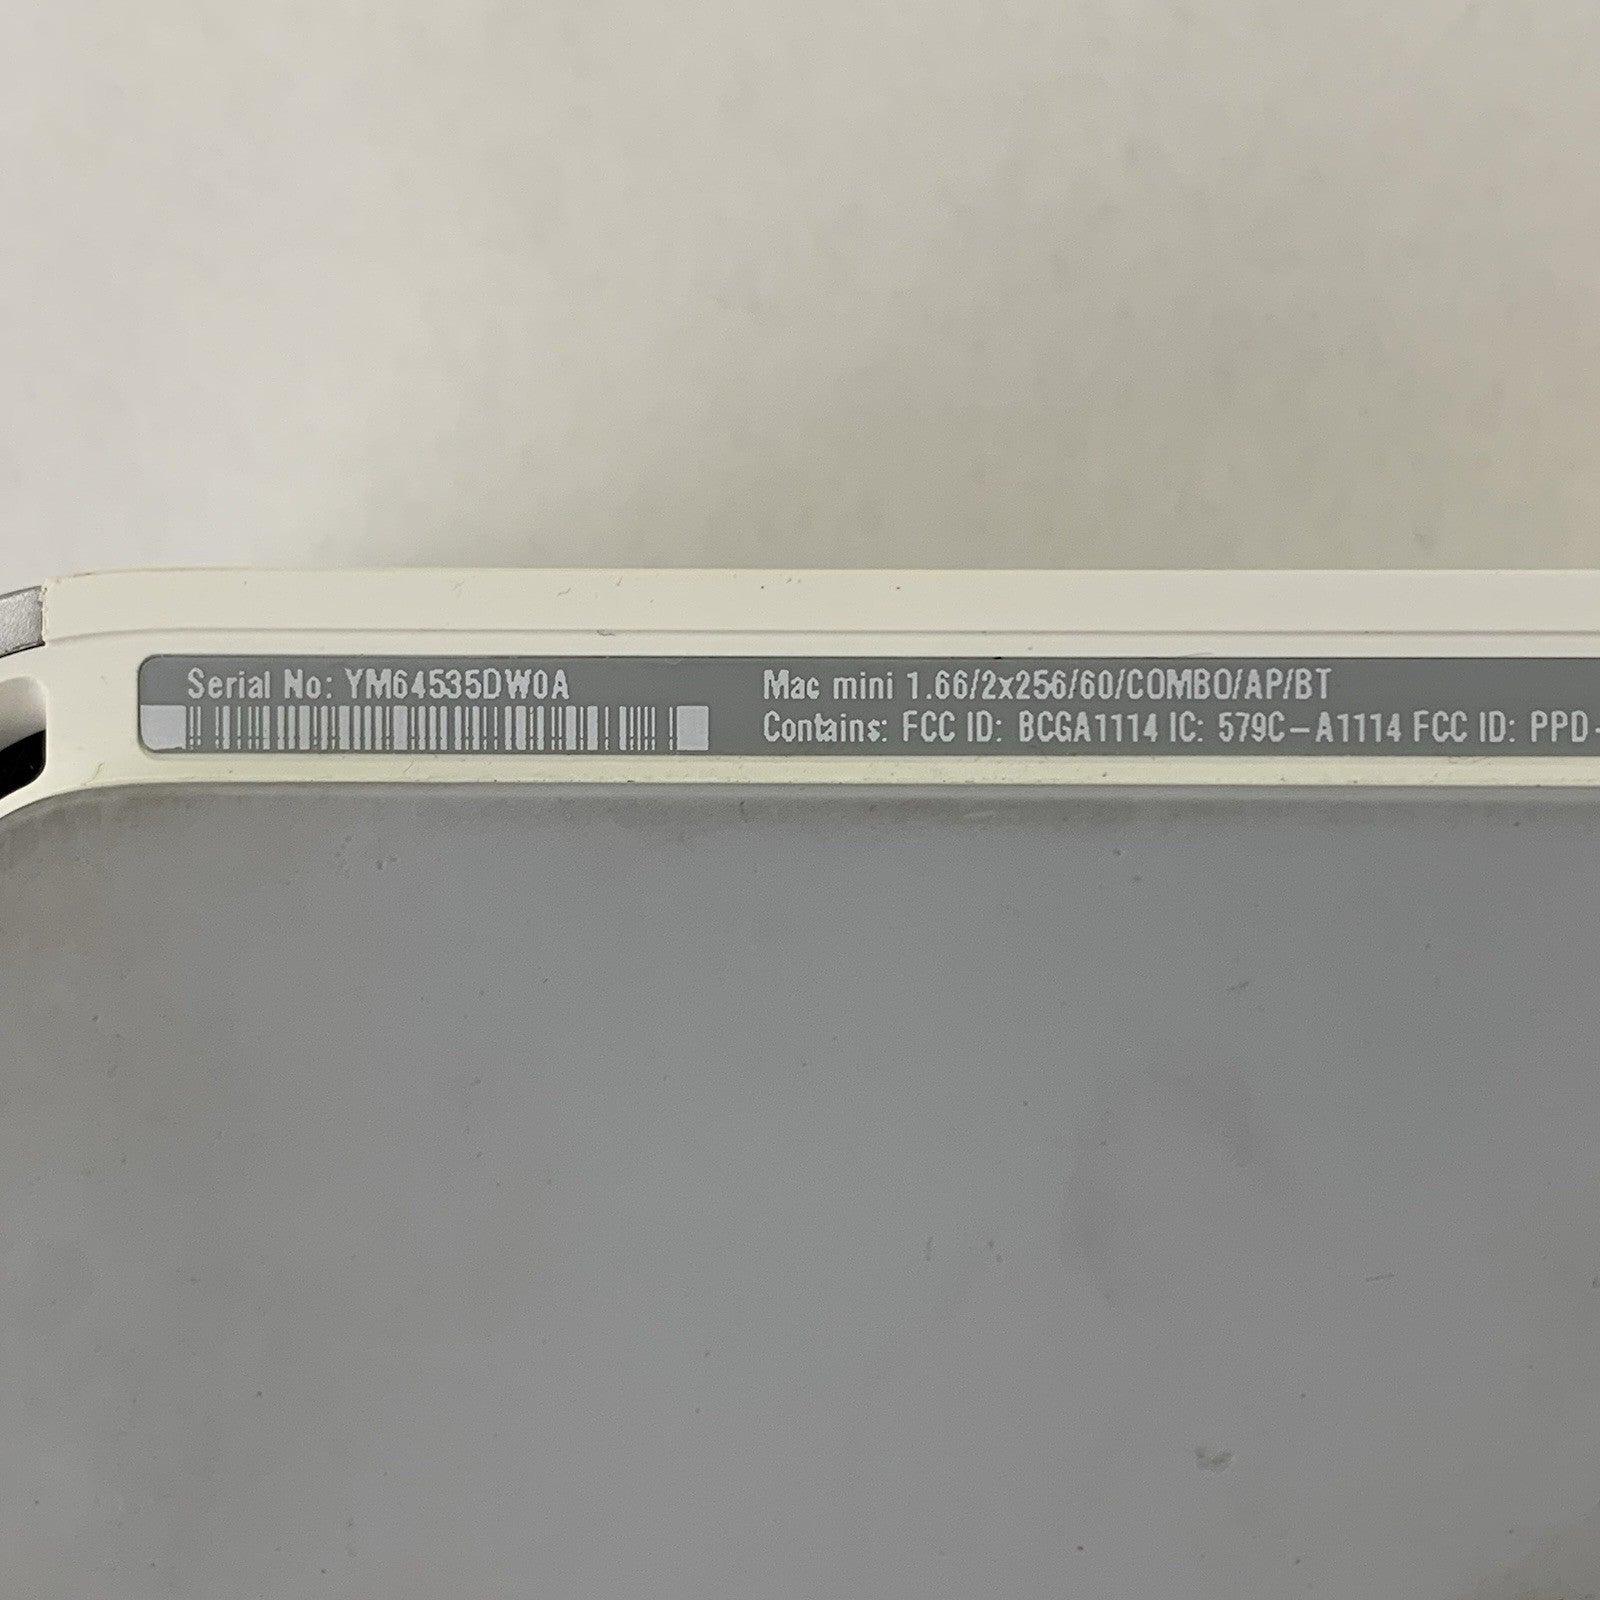 Serial No: YM64535DW0A
Mac mini 1.66/2x256/60/COMBO/AP/BT
Contains: FCC ID: BCGA1114 IC: 579C-A1114 FCC ID: PPD-